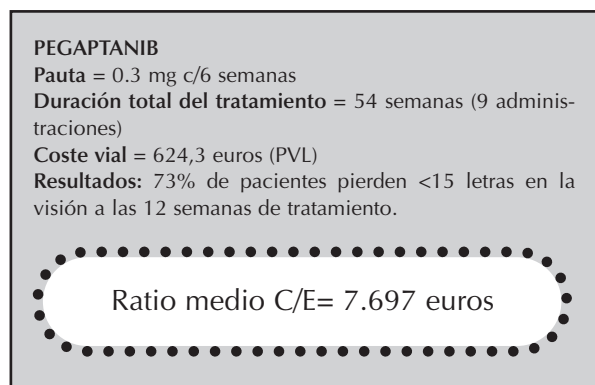 PEGAPTANIB
Pauta = 0.3 mg c/6 semanas
Duración total del tratamiento = 54 semanas (9 adminis-
traciones)
Coste vial = 624,3 euros (PVL)
Resultados: 73% de pacientes pierden <15 letras en la
visión a las 12 semanas de tratamiento.
Ratio medio C/E= 7.697 euros